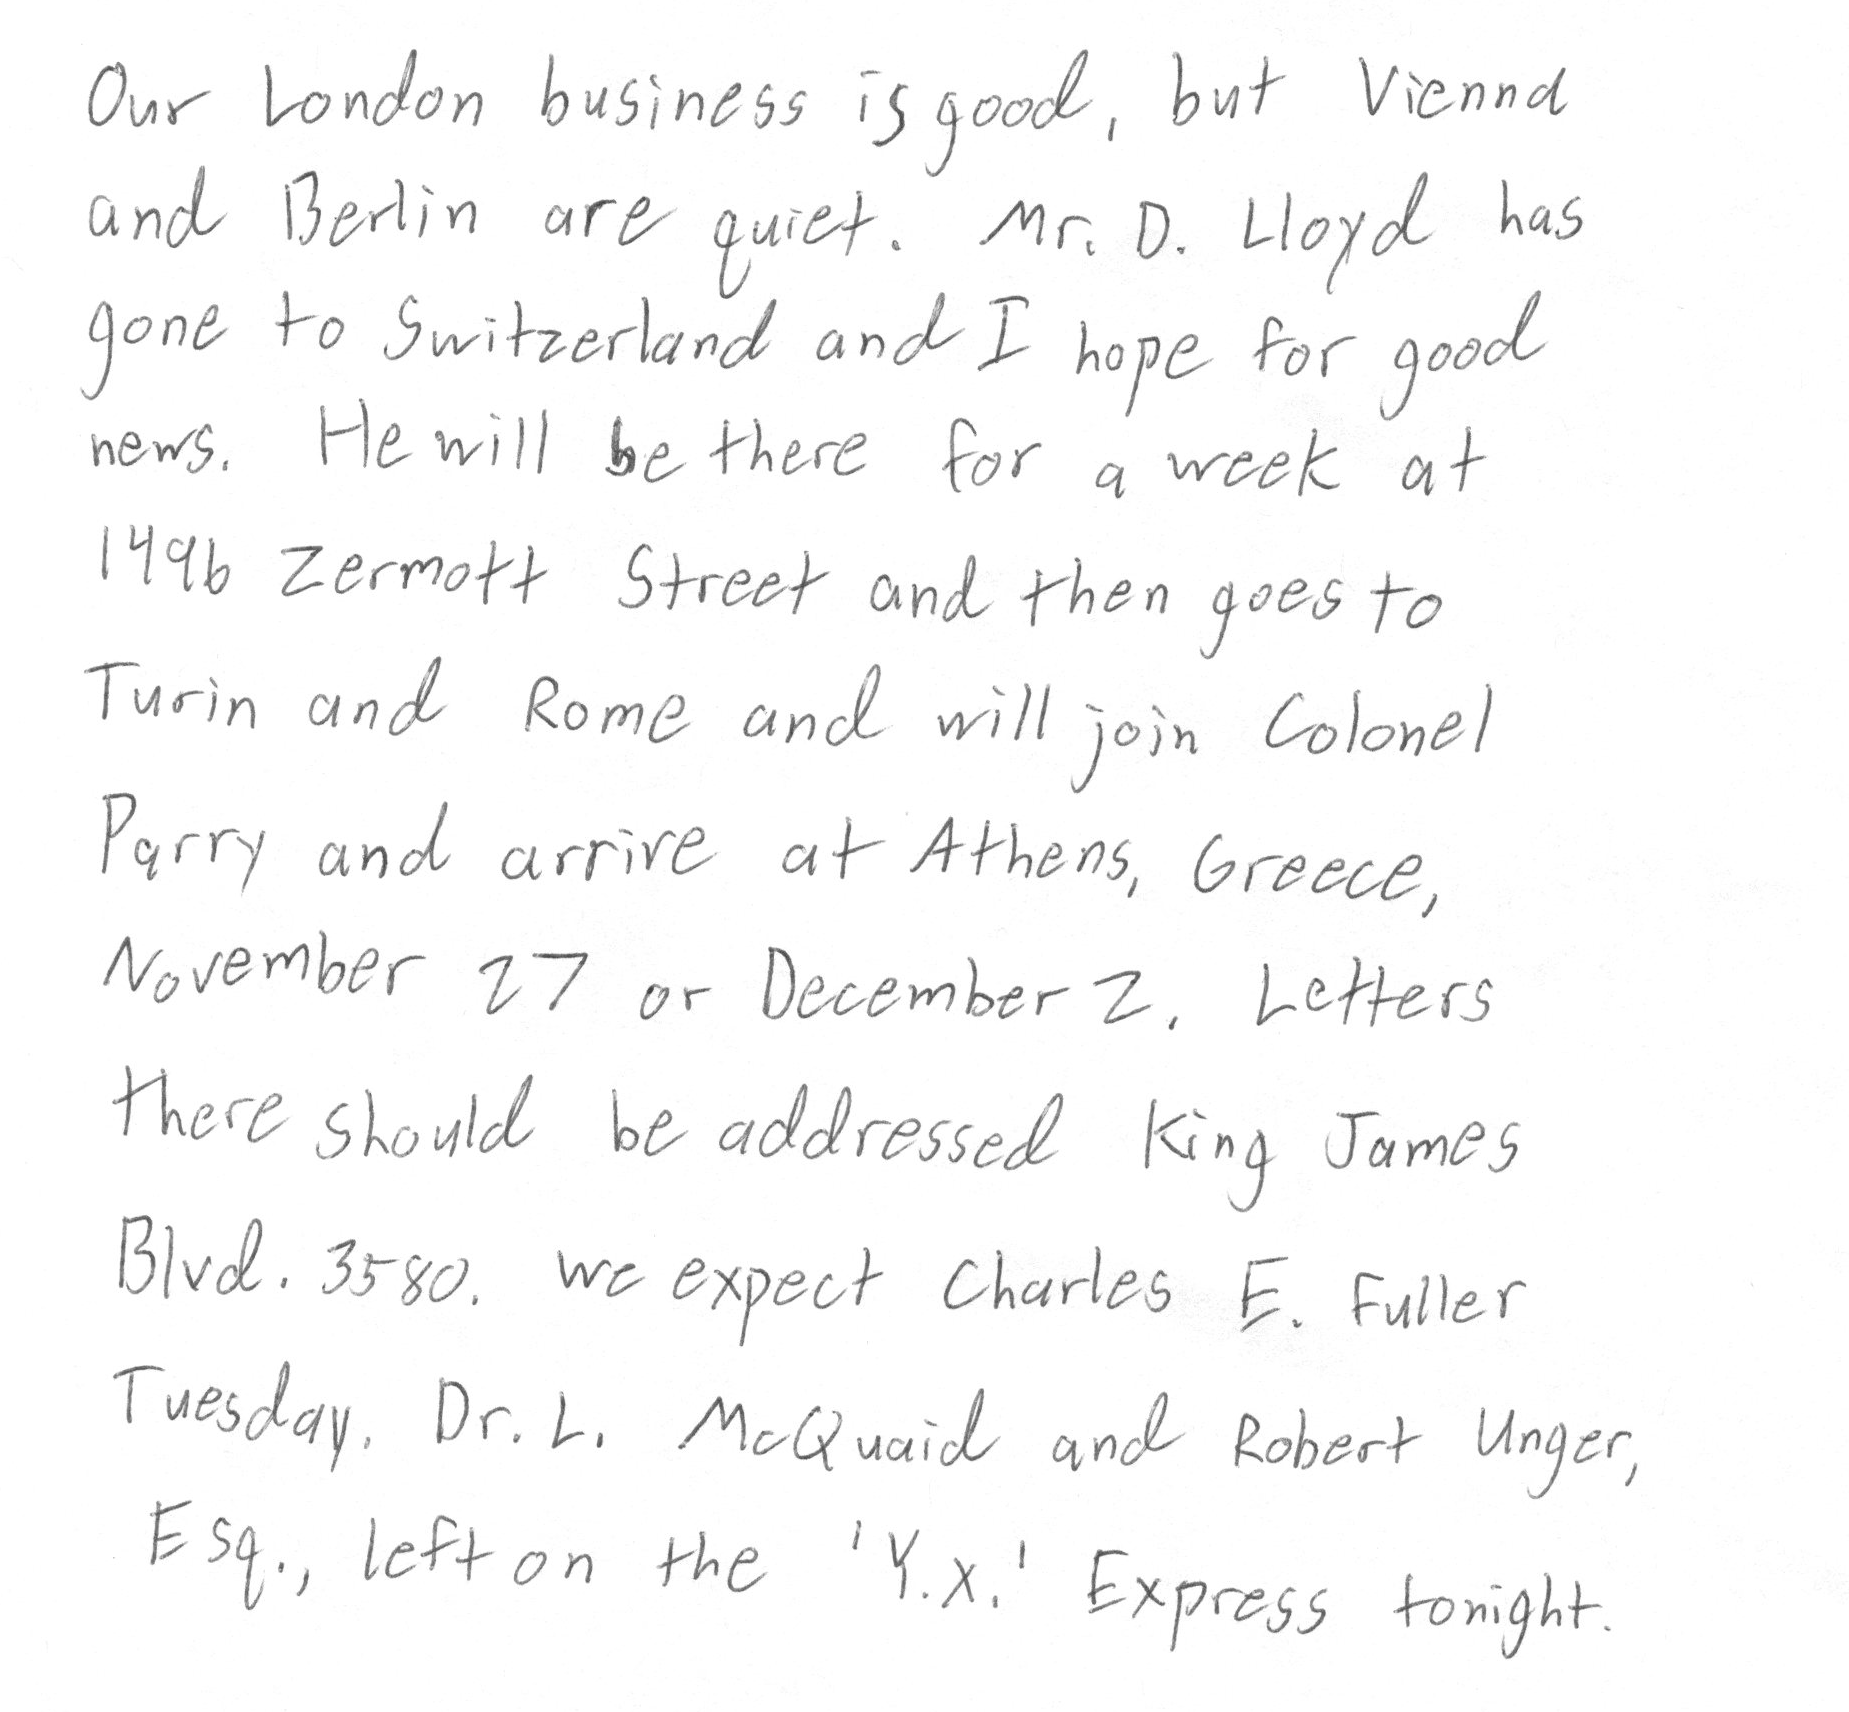 Our London business is good, but Vienna
and Berlin are quiet. Mr. D. Lloyd has
gone to Switzerland and I hope for good
news. He will be there for a week at
1496 Zermott Street and then goes to
Turin and Rome and will join Colonel
Parry and arrive at Athens, Greece,
November 27 or December 2. Letters
there should be addressed King James
Blvd. 3580. We expect Charles E. Fuller
Tuesday. Dr. L. McQuaid and Robert Unger,
Esq., left on the 'Y.X.' Express tonight.